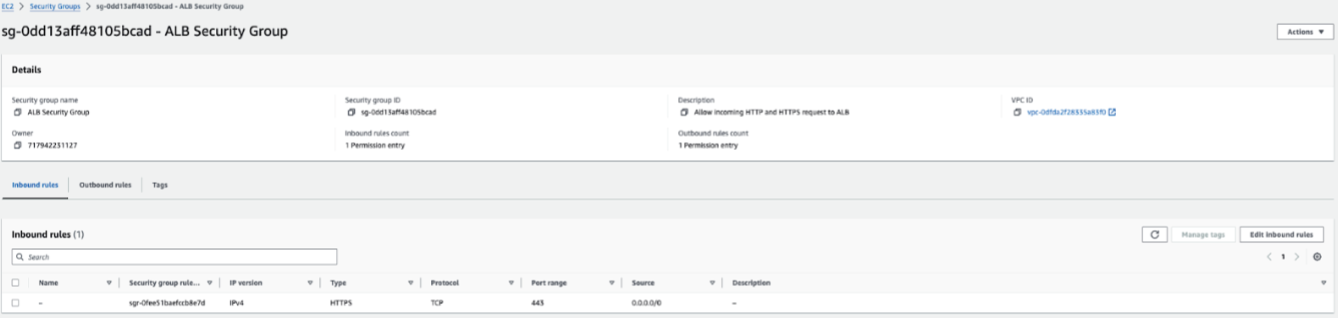 EC2 > Security Groups > sg-0dd13aff48105bcad - ALB Security Group
sg-0dd13aff48105bcad - ALB Security Group
Actions
Details
Security group name
ALB Security Group
Security group ID
sg-0dd13aff48105bcad
Description
Allow incoming HTTP and HTTPS request to ALB
VPC ID
Owner
717942231127
Inbound rules count
1 Permission entry
Outbound rules count
1 Permission entry
Inbound rules
Outbound rules
Tags
Inbound rules (1)
Manage tags
Edit inbound rules
Search
1
Name
Security group rule...
IP version
Type
Protocol
Port range
Source
Description
–
sgr-0fee51baefccb8e7d
IPv4
HTTPS
TCP
443
0.0.0.0/0
–